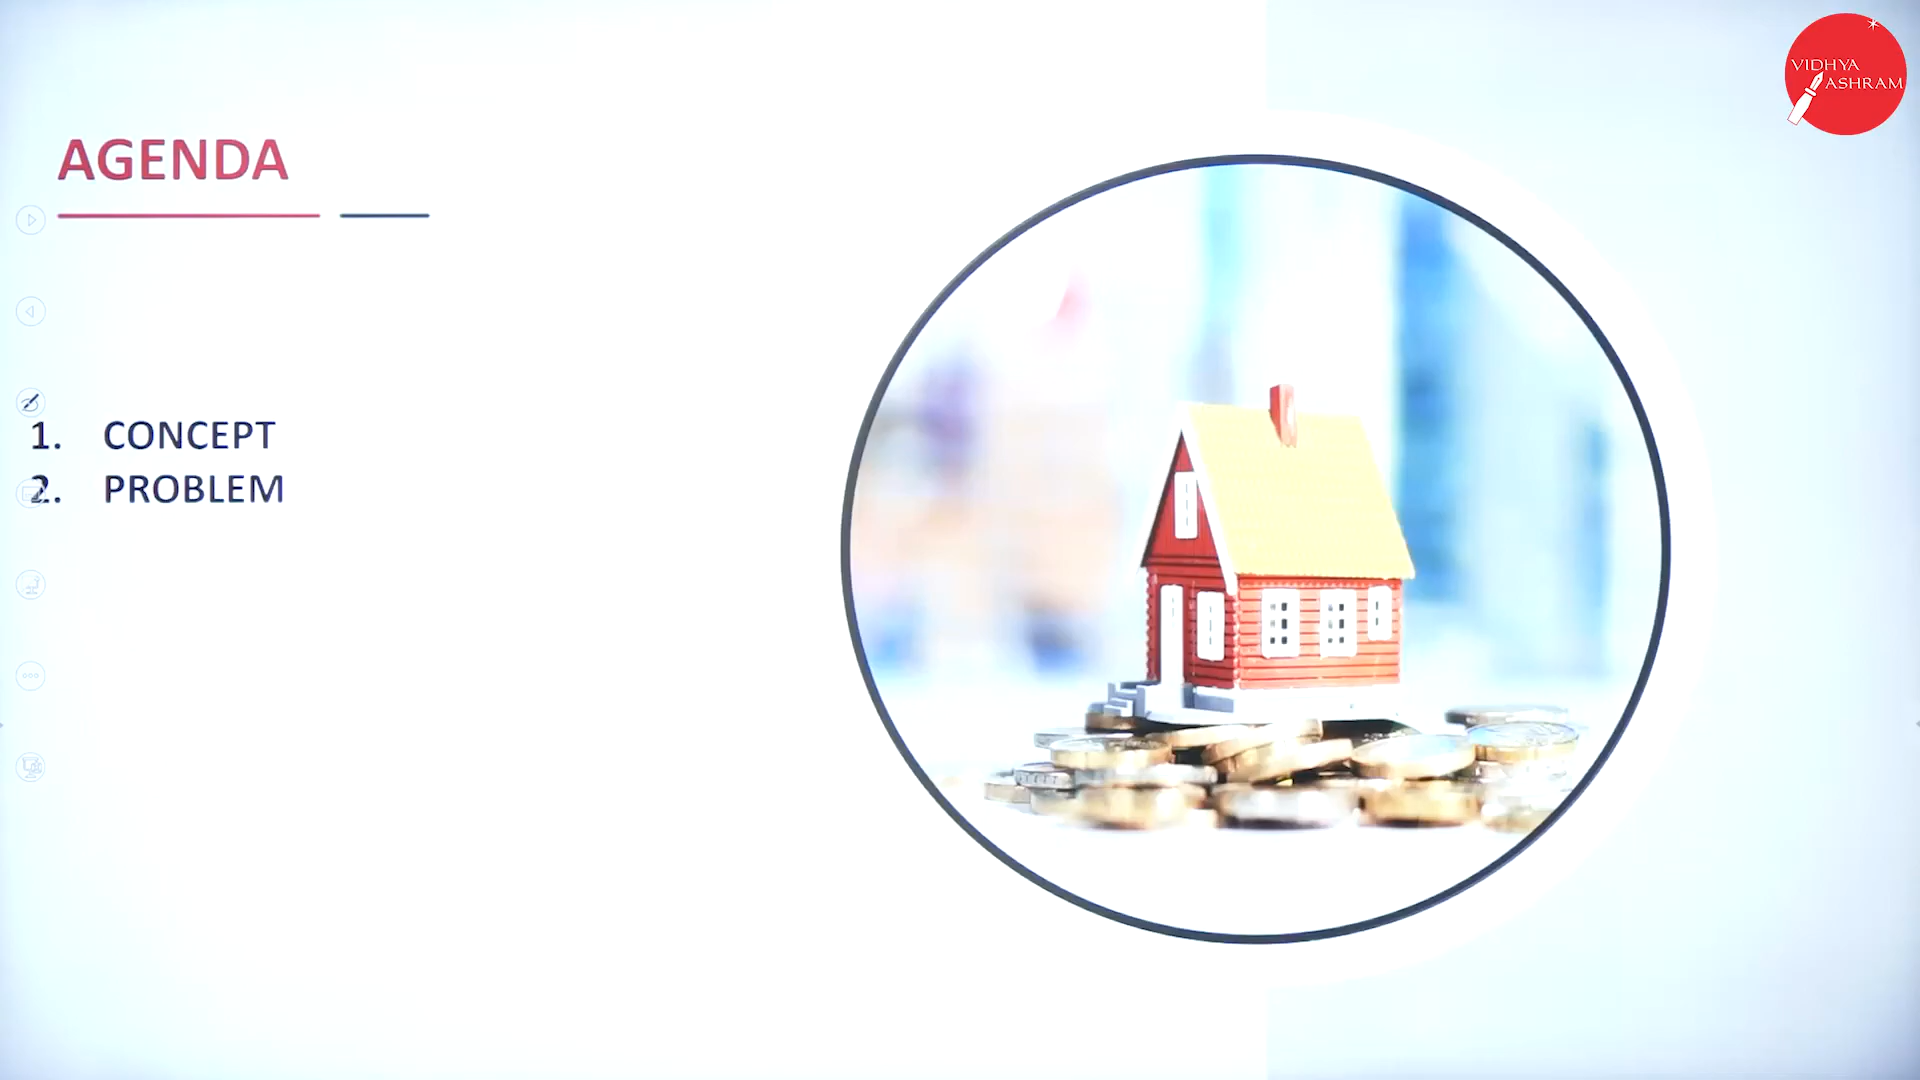 VIDHYA
ASHRAM
AGENDA
1. CONCEPT
2. PROBLEM